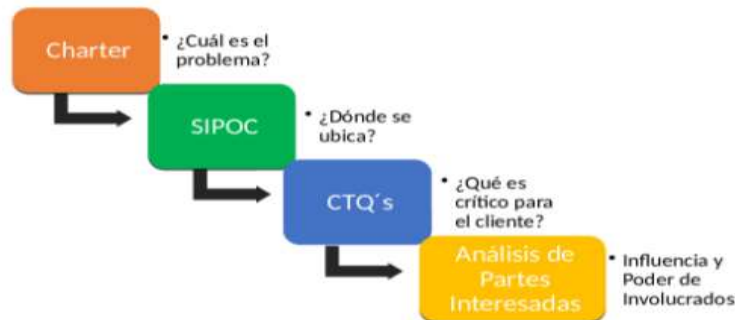 Charter
• ¿Cuál es el
problema?
SIPOC
• ¿Dónde se
ubica?
CTQ´s
• ¿Qué es
crítico para
el cliente?
Análisis de
Partes
Interesadas
• Influencia y
Poder de
Involucrados